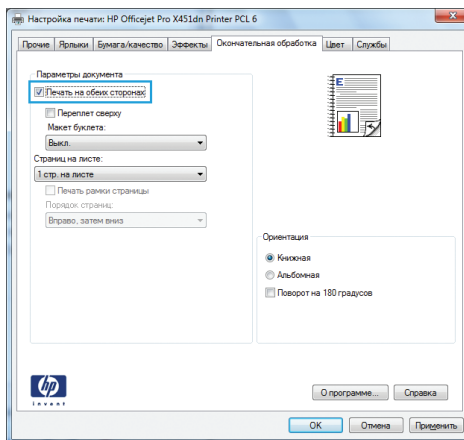 Настройка печати: HP Officejet Pro X451dn Printer PCL 6
Прочие Ярлыки Бумага/качество Эффекты Окончательная обработка Цвет Службы
Параметры документа
Печать на обеих сторонах
Переплет сверху
Макет буклета:
Выкл.
Страниц на листе:
1 стр. на листе
Печать рамки страницы
Порядок страниц:
Вправо, затем вниз
E
Ориентация
Книжная
Альбомная
Поворот на 180 градусов
hp
invent
О программе... Справка
OK Отмена Применить